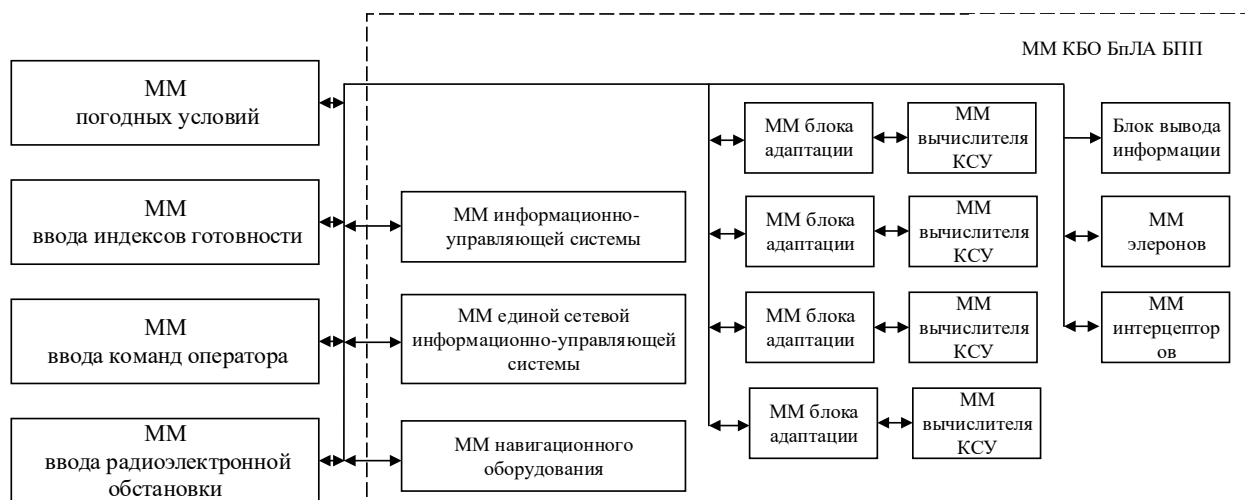 ММ КБО БпЛА БПП
ММ
погодных условий
ММ
ввода индексов готовности
ММ
ввода команд оператора
ММ
ввода радиоэлектронной
обстановки
ММ информационно-
управляющей системы
ММ единой сетевой
информационно-управляющей
системы
ММ навигационного
оборудования
ММ блока
адаптации
ММ
вычислителя
КСУ
ММ блока
адаптации
ММ
вычислителя
КСУ
ММ блока
адаптации
ММ
вычислителя
КСУ
ММ блока
адаптации
ММ
вычислителя
КСУ
Блок вывода
информации
ММ
элеронов
ММ
интерцептор
ов